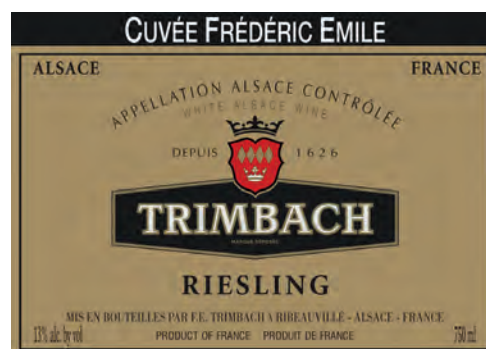 CUVÉE FRÉDÉRIC EMILE
ALSACE FRANCE
APPELLATION ALSACE CONTRÔLÉE
WHITE ALSACE WINE
DEPUIS 1626
TRIMBACH
RIESLING
MIS EN BOUTEILLES PAR F.E. TRIMBACH A RIBEAUVILLÉ - ALSACE - FRANCE
13% alc. by vol PRODUCT OF FRANCE PRODUIT DE FRANCE 750 ml